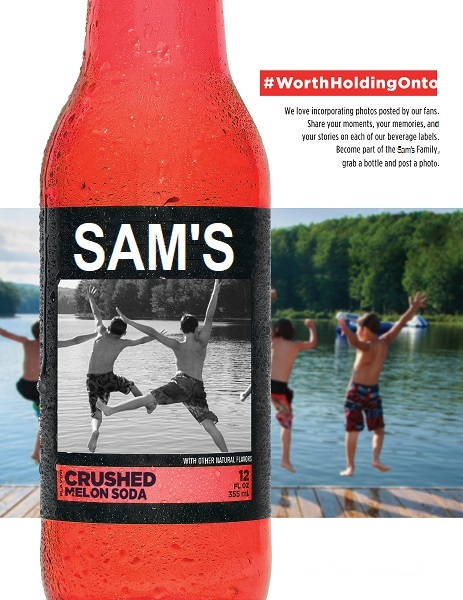 #WorthHoldingOnto
We love incorporating photos posted by our fans.
Share your moments, your memories, and
your stories on each of our beverage labels.
Become part of the Sam's Family,
grab a bottle and post a photo.
SAM'S
WITH OTHER NATURAL FLAVORS
CRUSHED
MELON SODA
12
FL OZ
355 mL